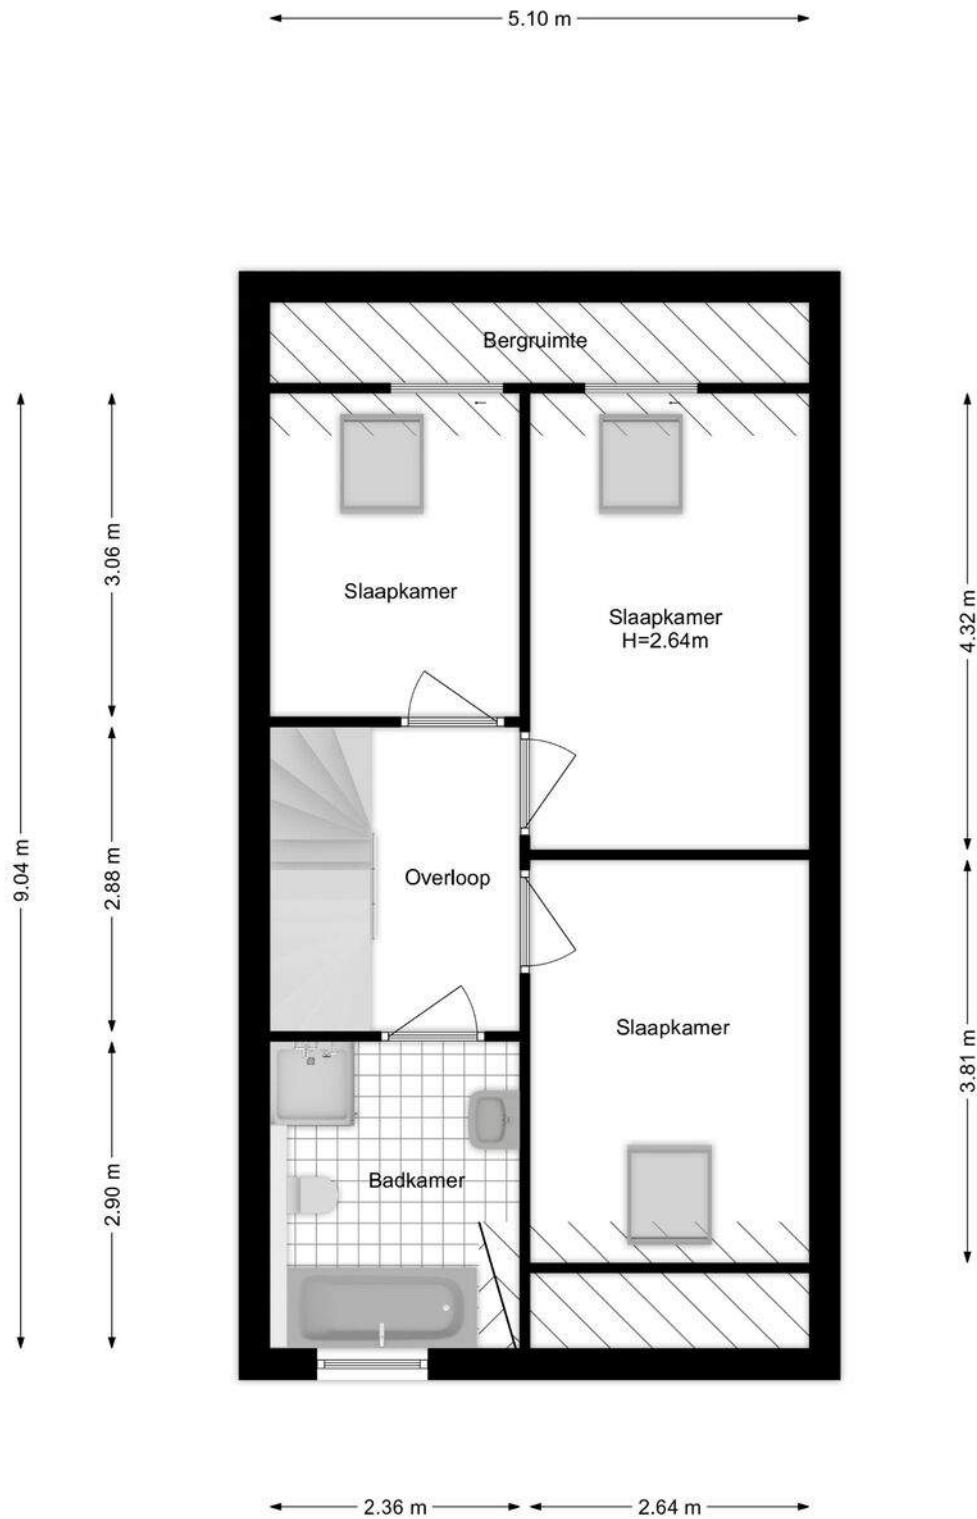 5.10 m
Bergruimte
3.06 m
Slaapkamer
Slaapkamer
H=2.64m
4.32 m
9.04 m
2.88 m
Overloop
Slaapkamer
3.81 m
2.90 m
Badkamer
2.36 m
2.64 m